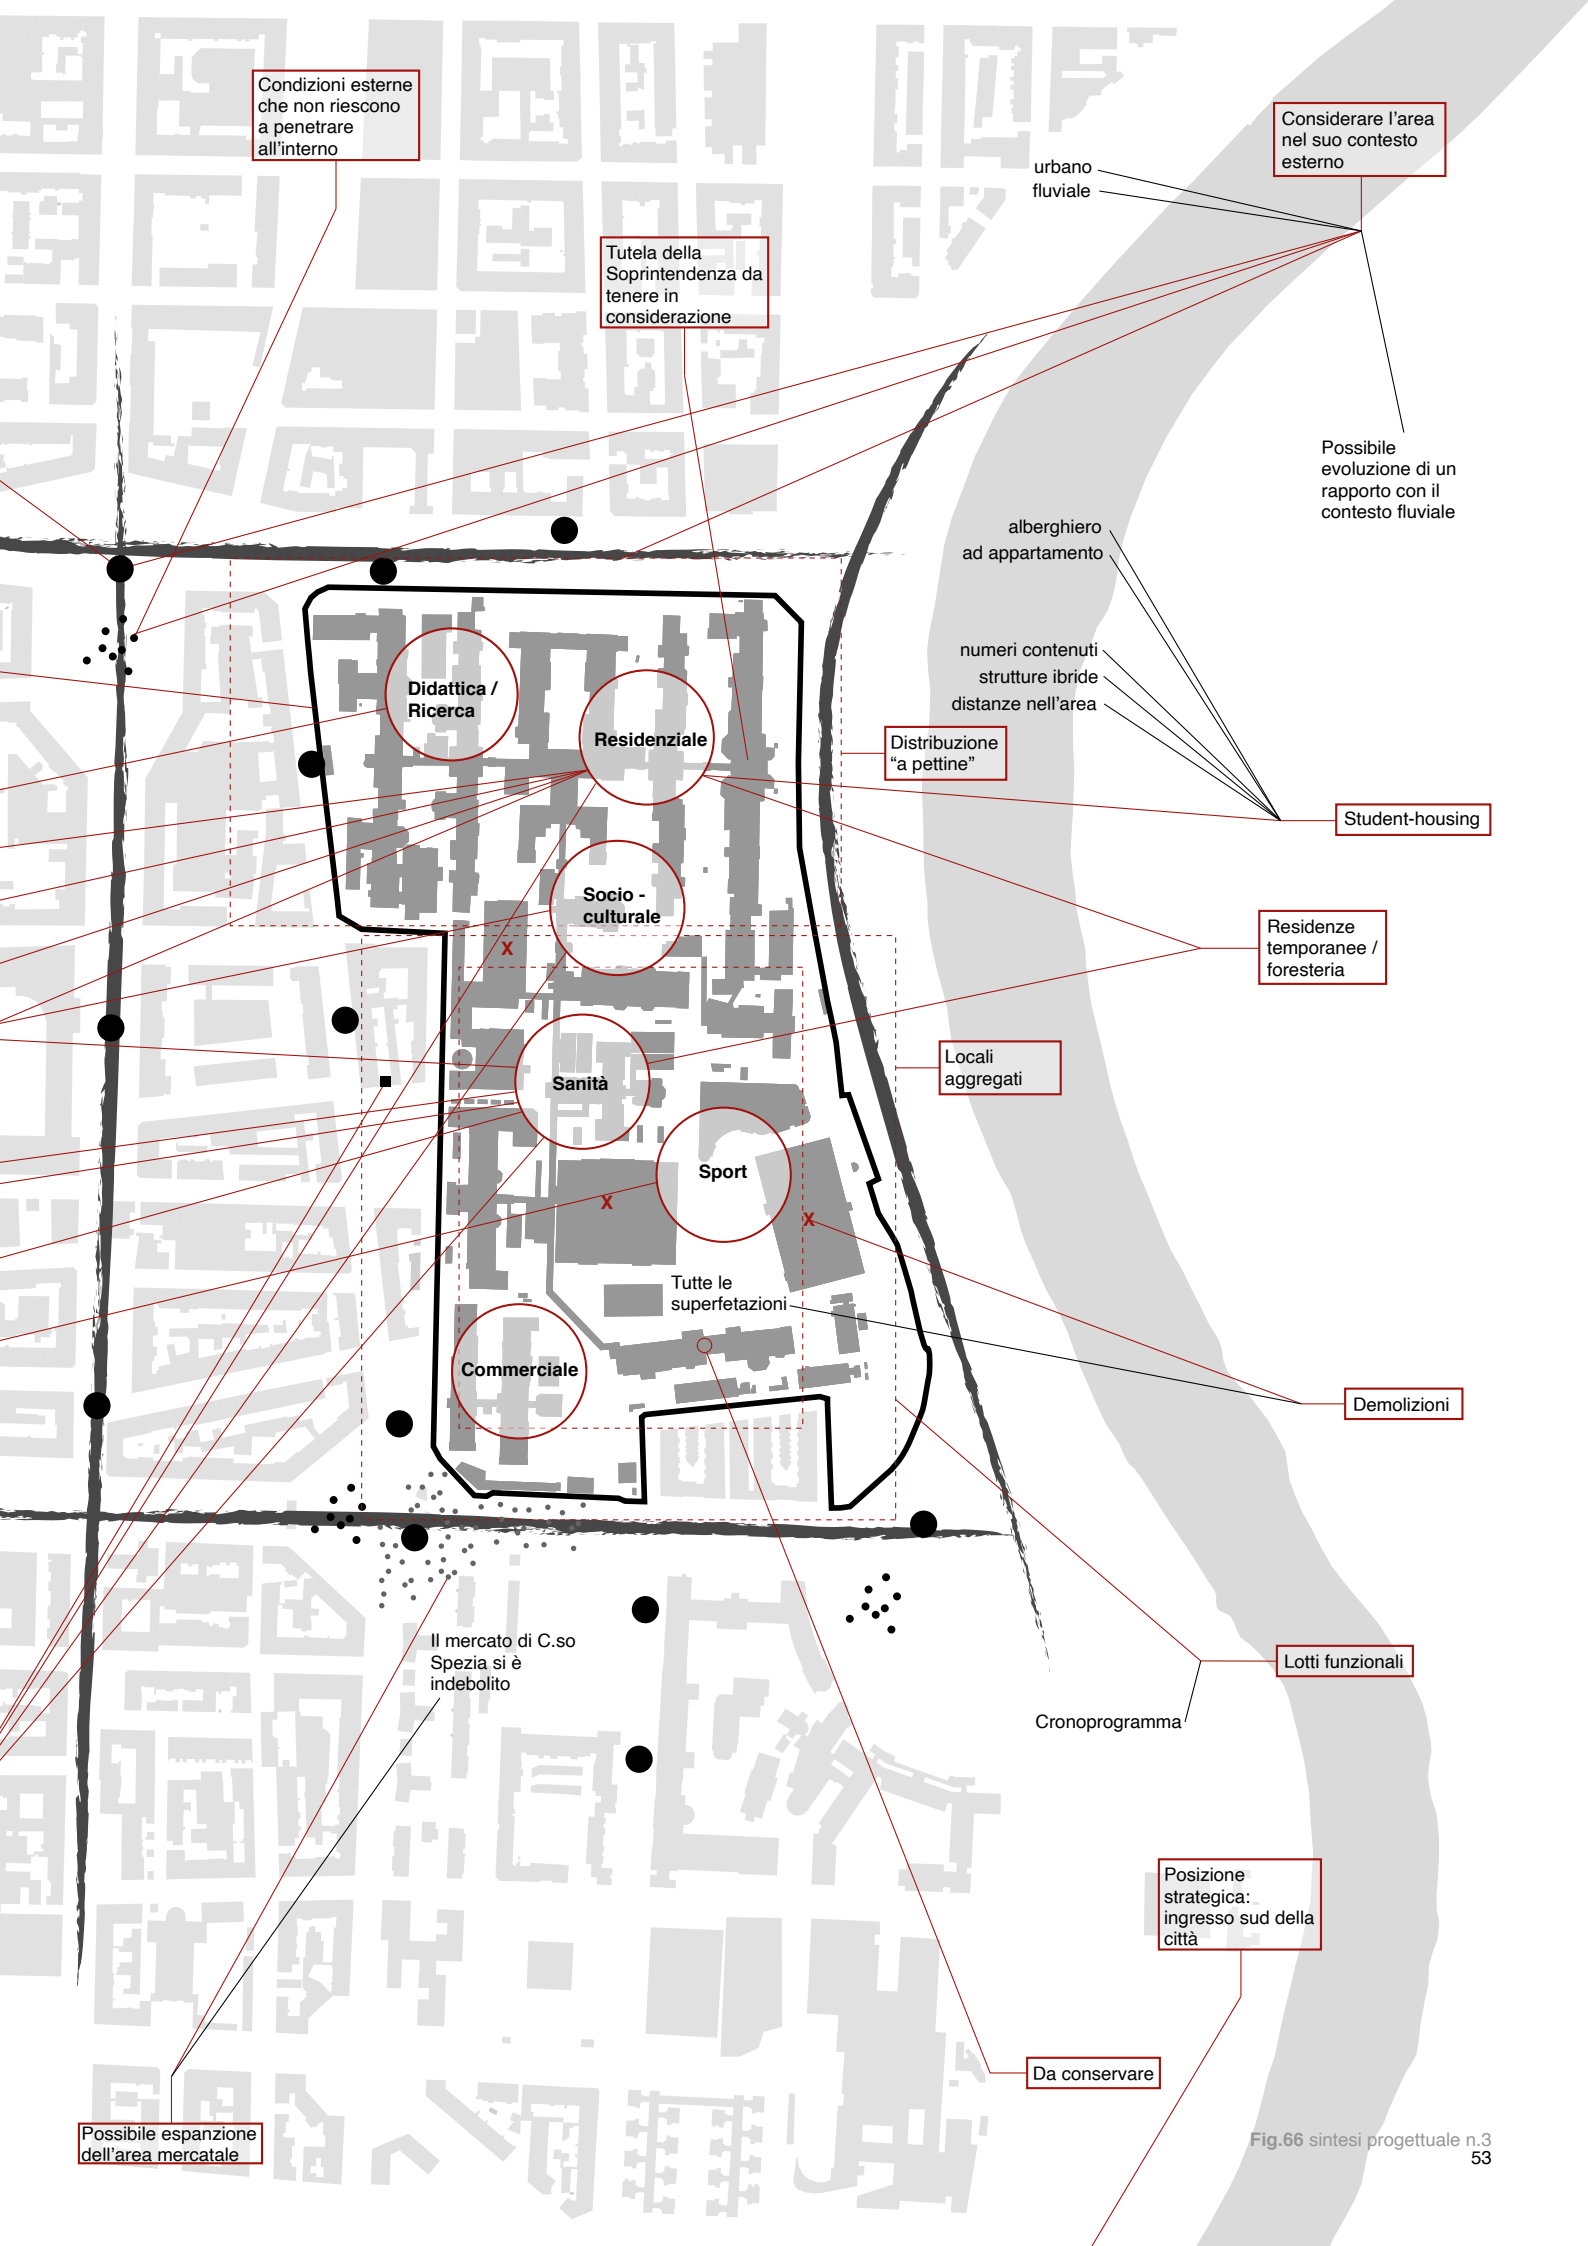 Condizioni esterne
che non riescono
a penetrare
all'interno
Considerare l'area
nel suo contesto
esterno
urbano
fluviale
Tutela della
Soprintendenza da
tenere in
considerazione
Possibile
evoluzione di un
rapporto con il
contesto fluviale
alberghiero
ad appartamento
numeri contenuti
strutture ibride
distanze nell'area
Didattica /
Ricerca
Residenziale
Distribuzione
“a pettine”
Student-housing
Socio -
culturale
X
Residenze
temporanee /
foresteria
Locali
aggregati
Sanità
Sport
X
X
Tutte le
superfetazioni
Commerciale
Demolizioni
Il mercato di C.so
Spezia si è
indebolito
Lotti funzionali
Cronoprogramma
Posizione
strategica:
ingresso sud della
città
Da conservare
Possibile espanzione
dell'area mercatale
Fig.66 sintesi progettuale n.3
53